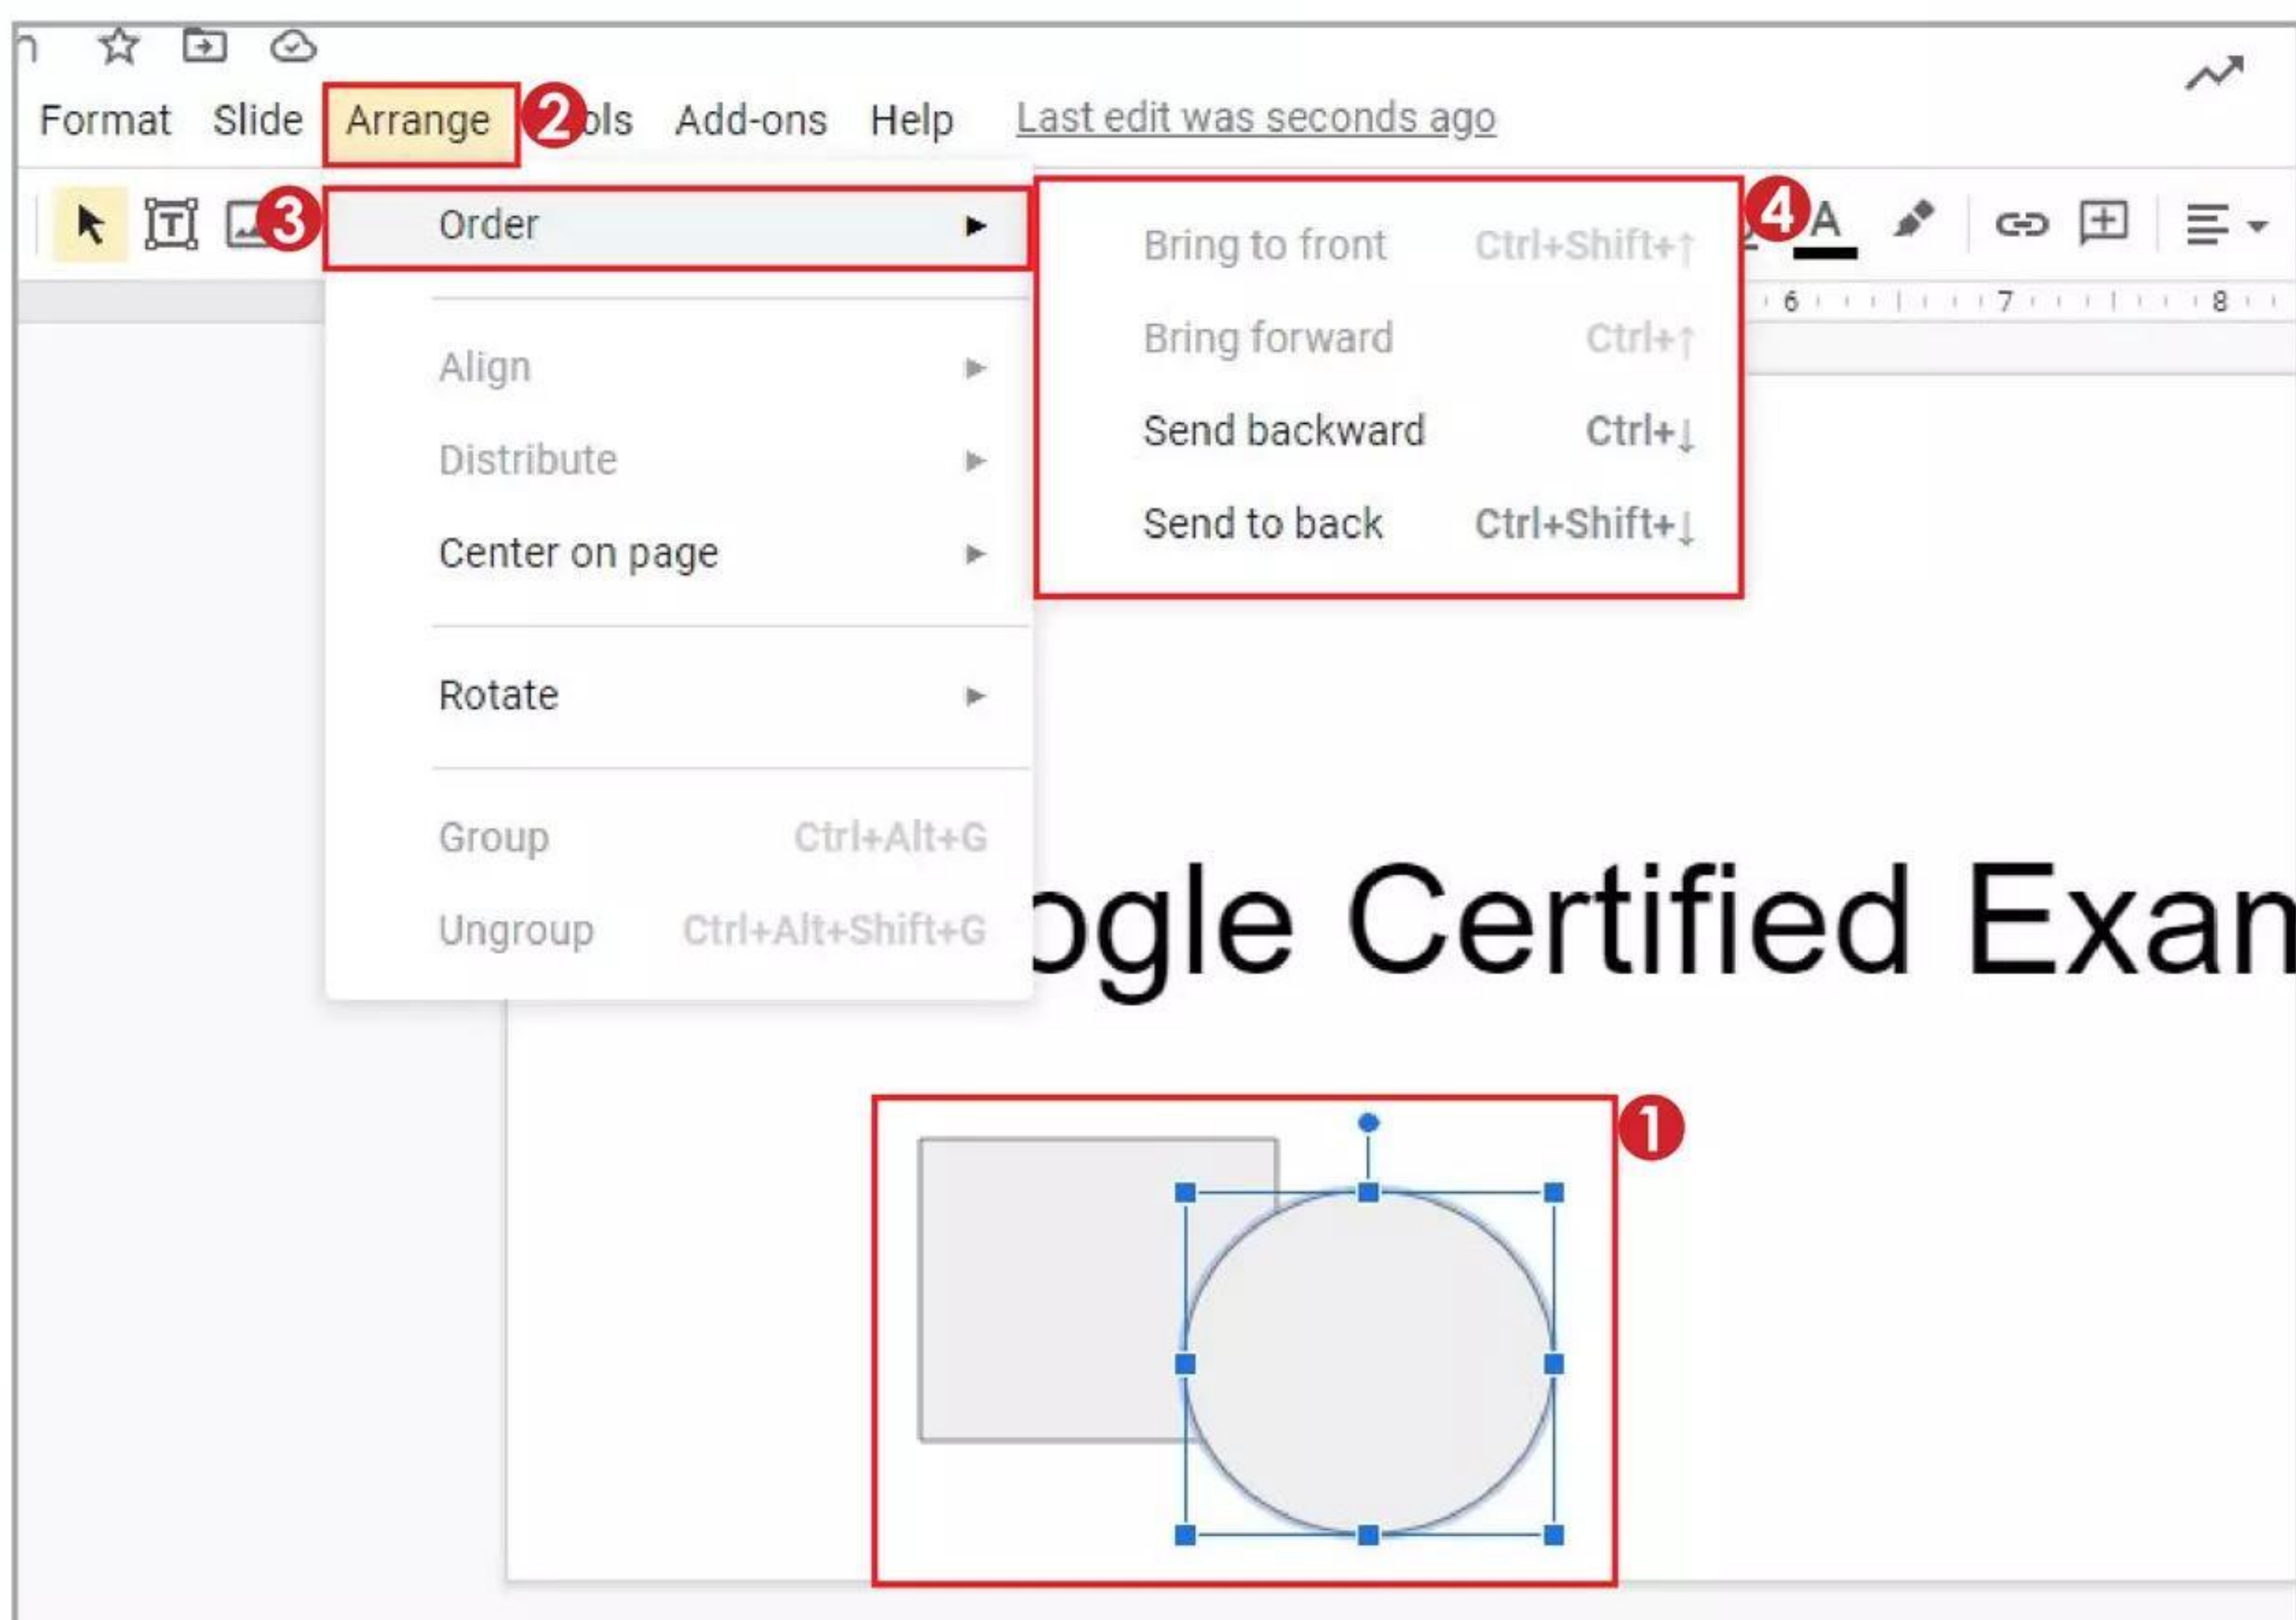 Format Slide Arrange 2 ols Add-ons Help Last edit was seconds ago
3 Order
4 A
6 7 8
Bring to front Ctrl+Shift+↑
Bring forward Ctrl+↑
Send backward Ctrl+↓
Send to back Ctrl+Shift+↓
Align
Distribute
Center on page
Rotate
Group Ctrl+Alt+G
Ungroup Ctrl+Alt+Shift+G
ogle Certified Exam
1